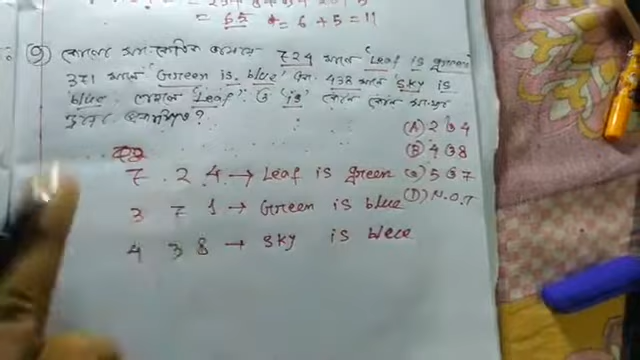 = 65 = 6 + 5 = 11
9) কোনো সাংকেতিক ভাষায় 724 মানে 'Leaf is green'
371 মানে 'Green is blue' এবং 438 মানে 'Sky is
blue. তাহলে 'Leaf' ও 'is' কোন কোন সংখ্যা
(A) 2 ও 4
(B) 4 ও 8
7 2 4 → Leaf is green (C) 5 ও 7
3 7 1 → Green is blue (D) N.O.T
4 3 8 → Sky is blue